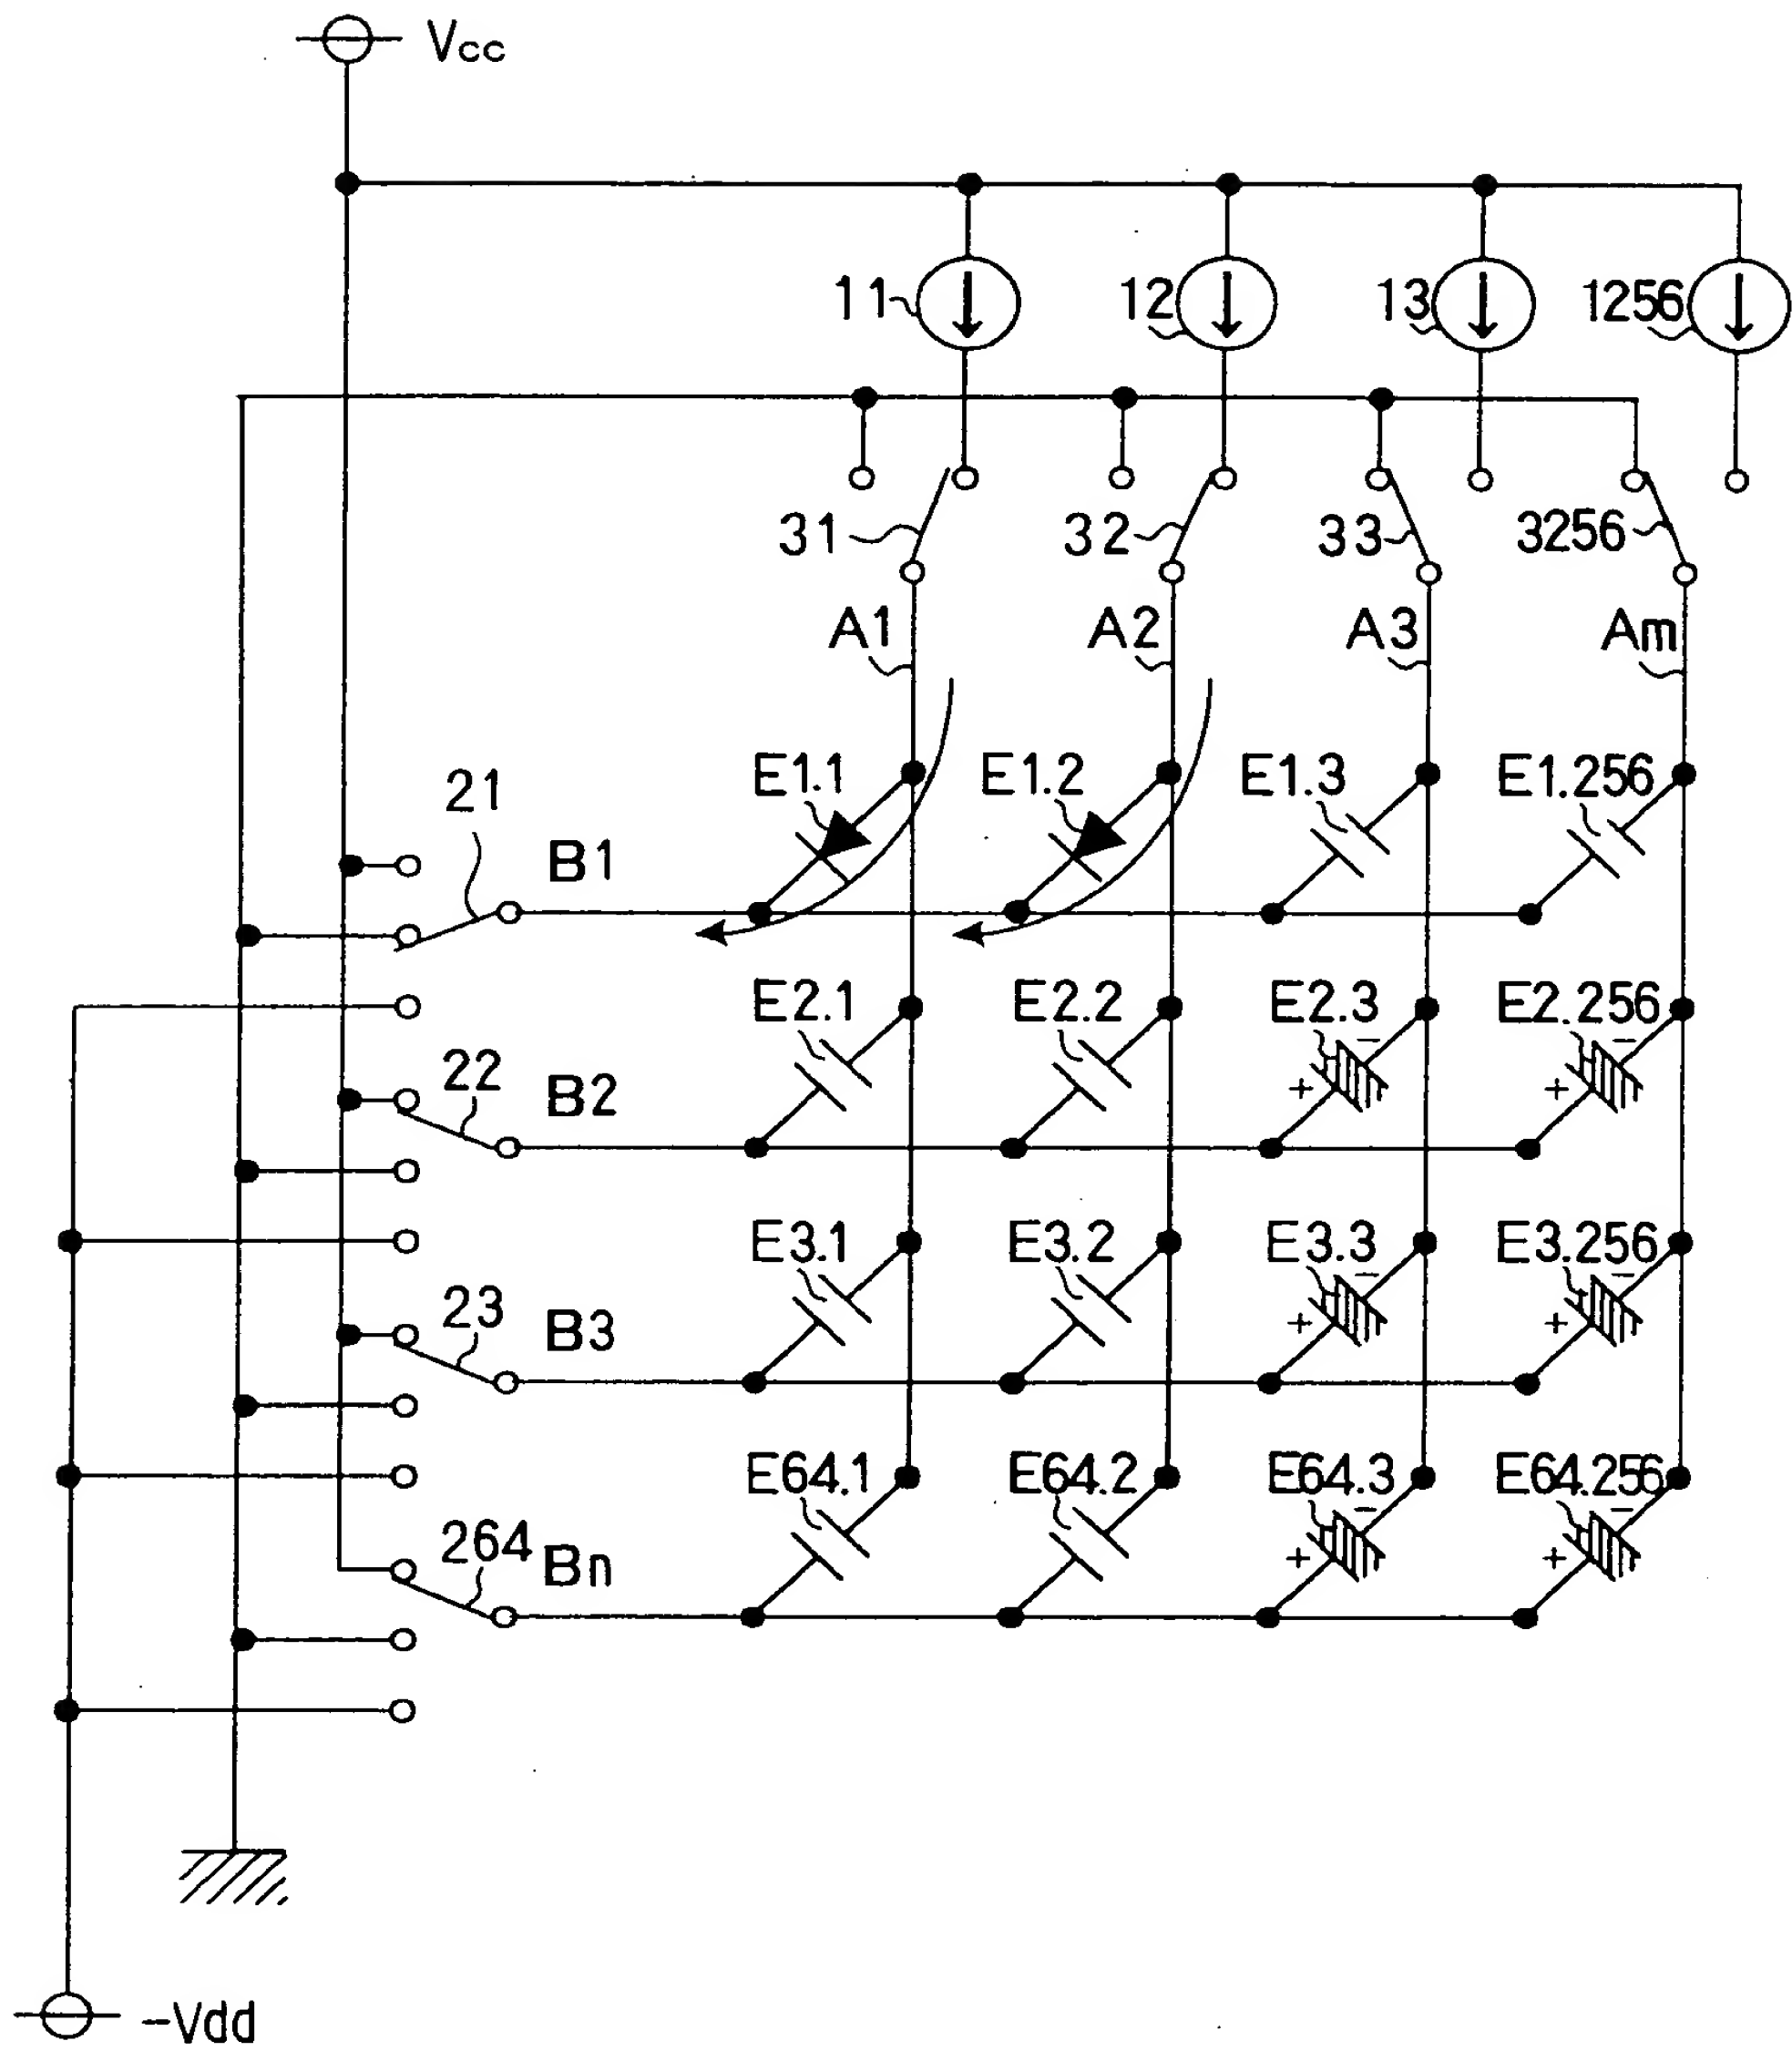 Vcc
11 12 13 1256
31 32 33 3256
A1 A2 A3 Am
E1.1 E1.2 E1.3 E1.256
21 B1
E2.1 E2.2 E2.3 E2.256
22 B2
- -
+ +
E3.1 E3.2 E3.3 E3.256
23 B3
- -
+ +
E64.1 E64.2 E64.3 E64.256
264 Bn
- -
+ +
-Vdd